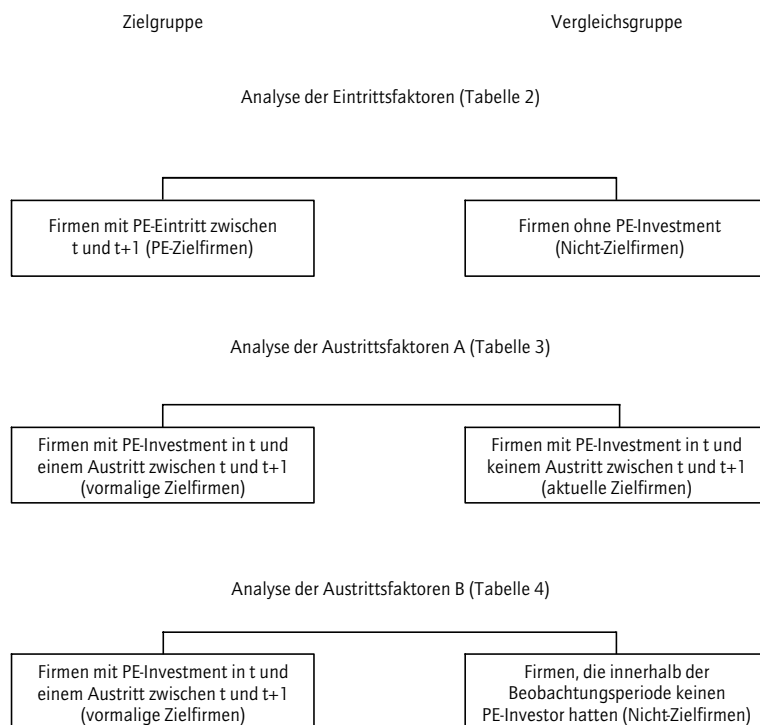 Zielgruppe
Vergleichsgruppe
Analyse der Eintrittsfaktoren (Tabelle 2)
Firmen mit PE-Eintritt zwischen
t und t+1 (PE-Zielfirmen)
Firmen ohne PE-Investment
(Nicht-Zielfirmen)
Analyse der Austrittsfaktoren A (Tabelle 3)
Firmen mit PE-Investment in t und
einem Austritt zwischen t und t+1
(vormalige Zielfirmen)
Firmen mit PE-Investment in t und
keinem Austritt zwischen t und t+1
(aktuelle Zielfirmen)
Analyse der Austrittsfaktoren B (Tabelle 4)
Firmen mit PE-Investment in t und
einem Austritt zwischen t und t+1
(vormalige Zielfirmen)
Firmen, die innerhalb der
Beobachtungsperiode keinen
PE-Investor hatten (Nicht-Zielfirmen)